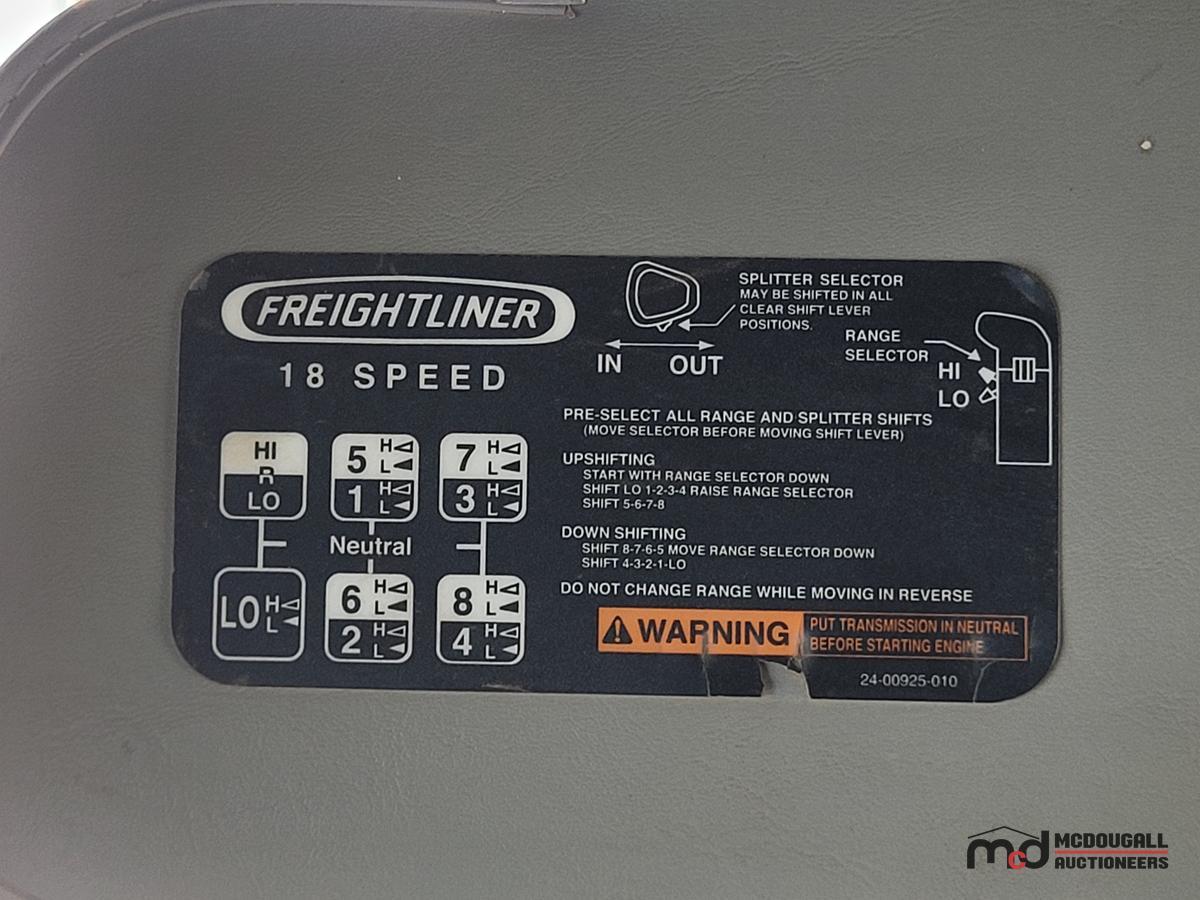 FREIGHTLINER
18 SPEED
SPLITTER SELECTOR
MAY BE SHIFTED IN ALL
CLEAR SHIFT LEVER
POSITIONS.
IN OUT
RANGE
SELECTOR
HI
LO
PRE-SELECT ALL RANGE AND SPLITTER SHIFTS
(MOVE SELECTOR BEFORE MOVING SHIFT LEVER)
UPSHIFTING
START WITH RANGE SELECTOR DOWN
SHIFT LO 1-2-3-4 RAISE RANGE SELECTOR
SHIFT 5-6-7-8
DOWN SHIFTING
SHIFT 8-7-6-5 MOVE RANGE SELECTOR DOWN
SHIFT 4-3-2-1-LO
DO NOT CHANGE RANGE WHILE MOVING IN REVERSE
HI
R
LO
5 H L
1 H L
7 H L
3 H L
Neutral
LO H L
6 H L
2 H L
8 H L
4 H L
WARNING
PUT TRANSMISSION IN NEUTRAL
BEFORE STARTING ENGINE
24-00925-010
mcd MCDOUGALL
AUCTIONEERS